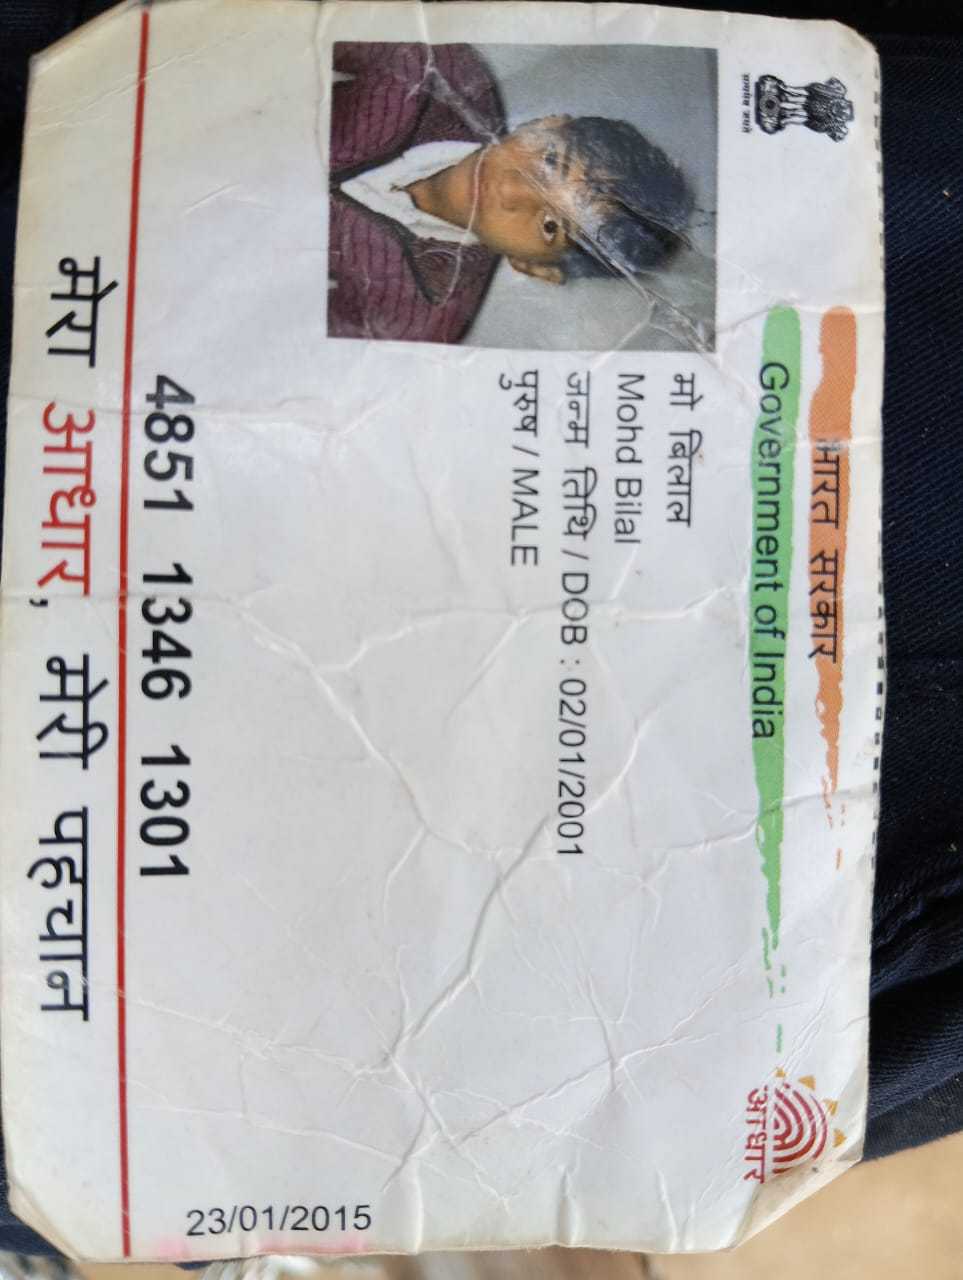 सत्यमेव जयते
भारत सरकार
Government of India
आधार
मो बिलाल
Mohd Bilal
जन्म तिथि / DOB : 02/01/2001
पुरुष / MALE
23/01/2015
4851 1346 1301
मेरा आधार, मेरी पहचान